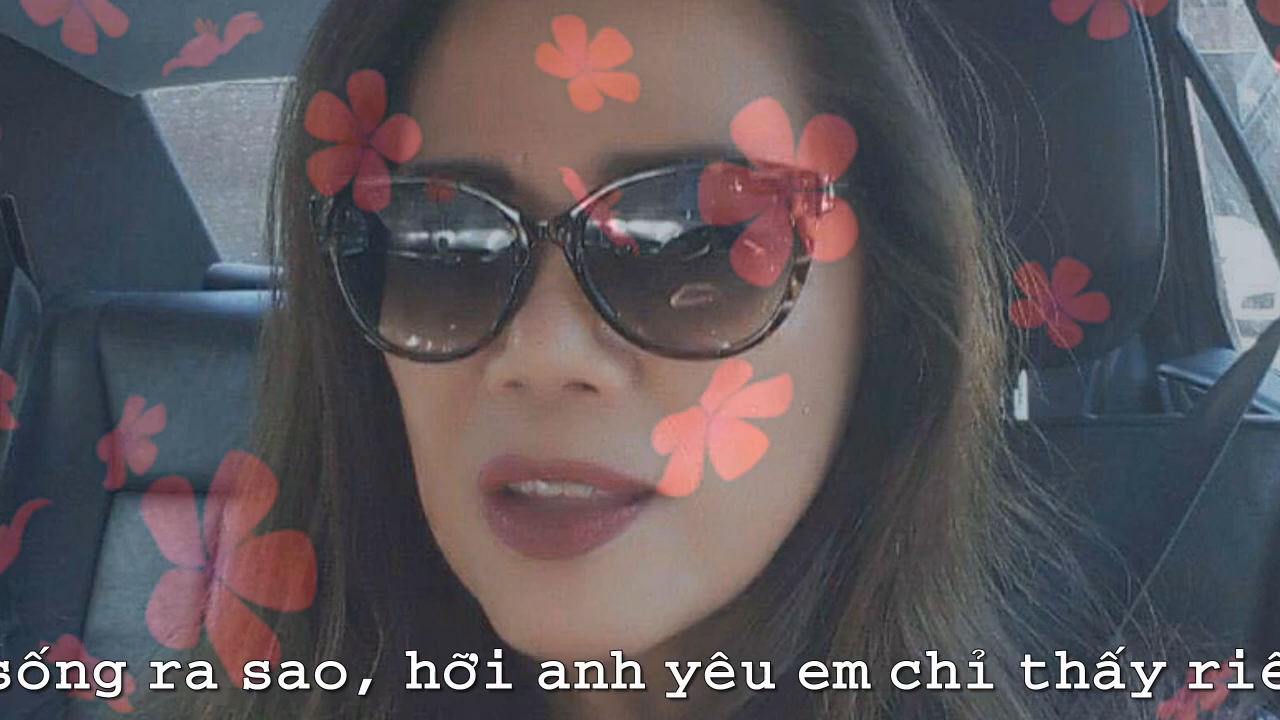 sống ra sao, hỡi anh yêu em chỉ thấy